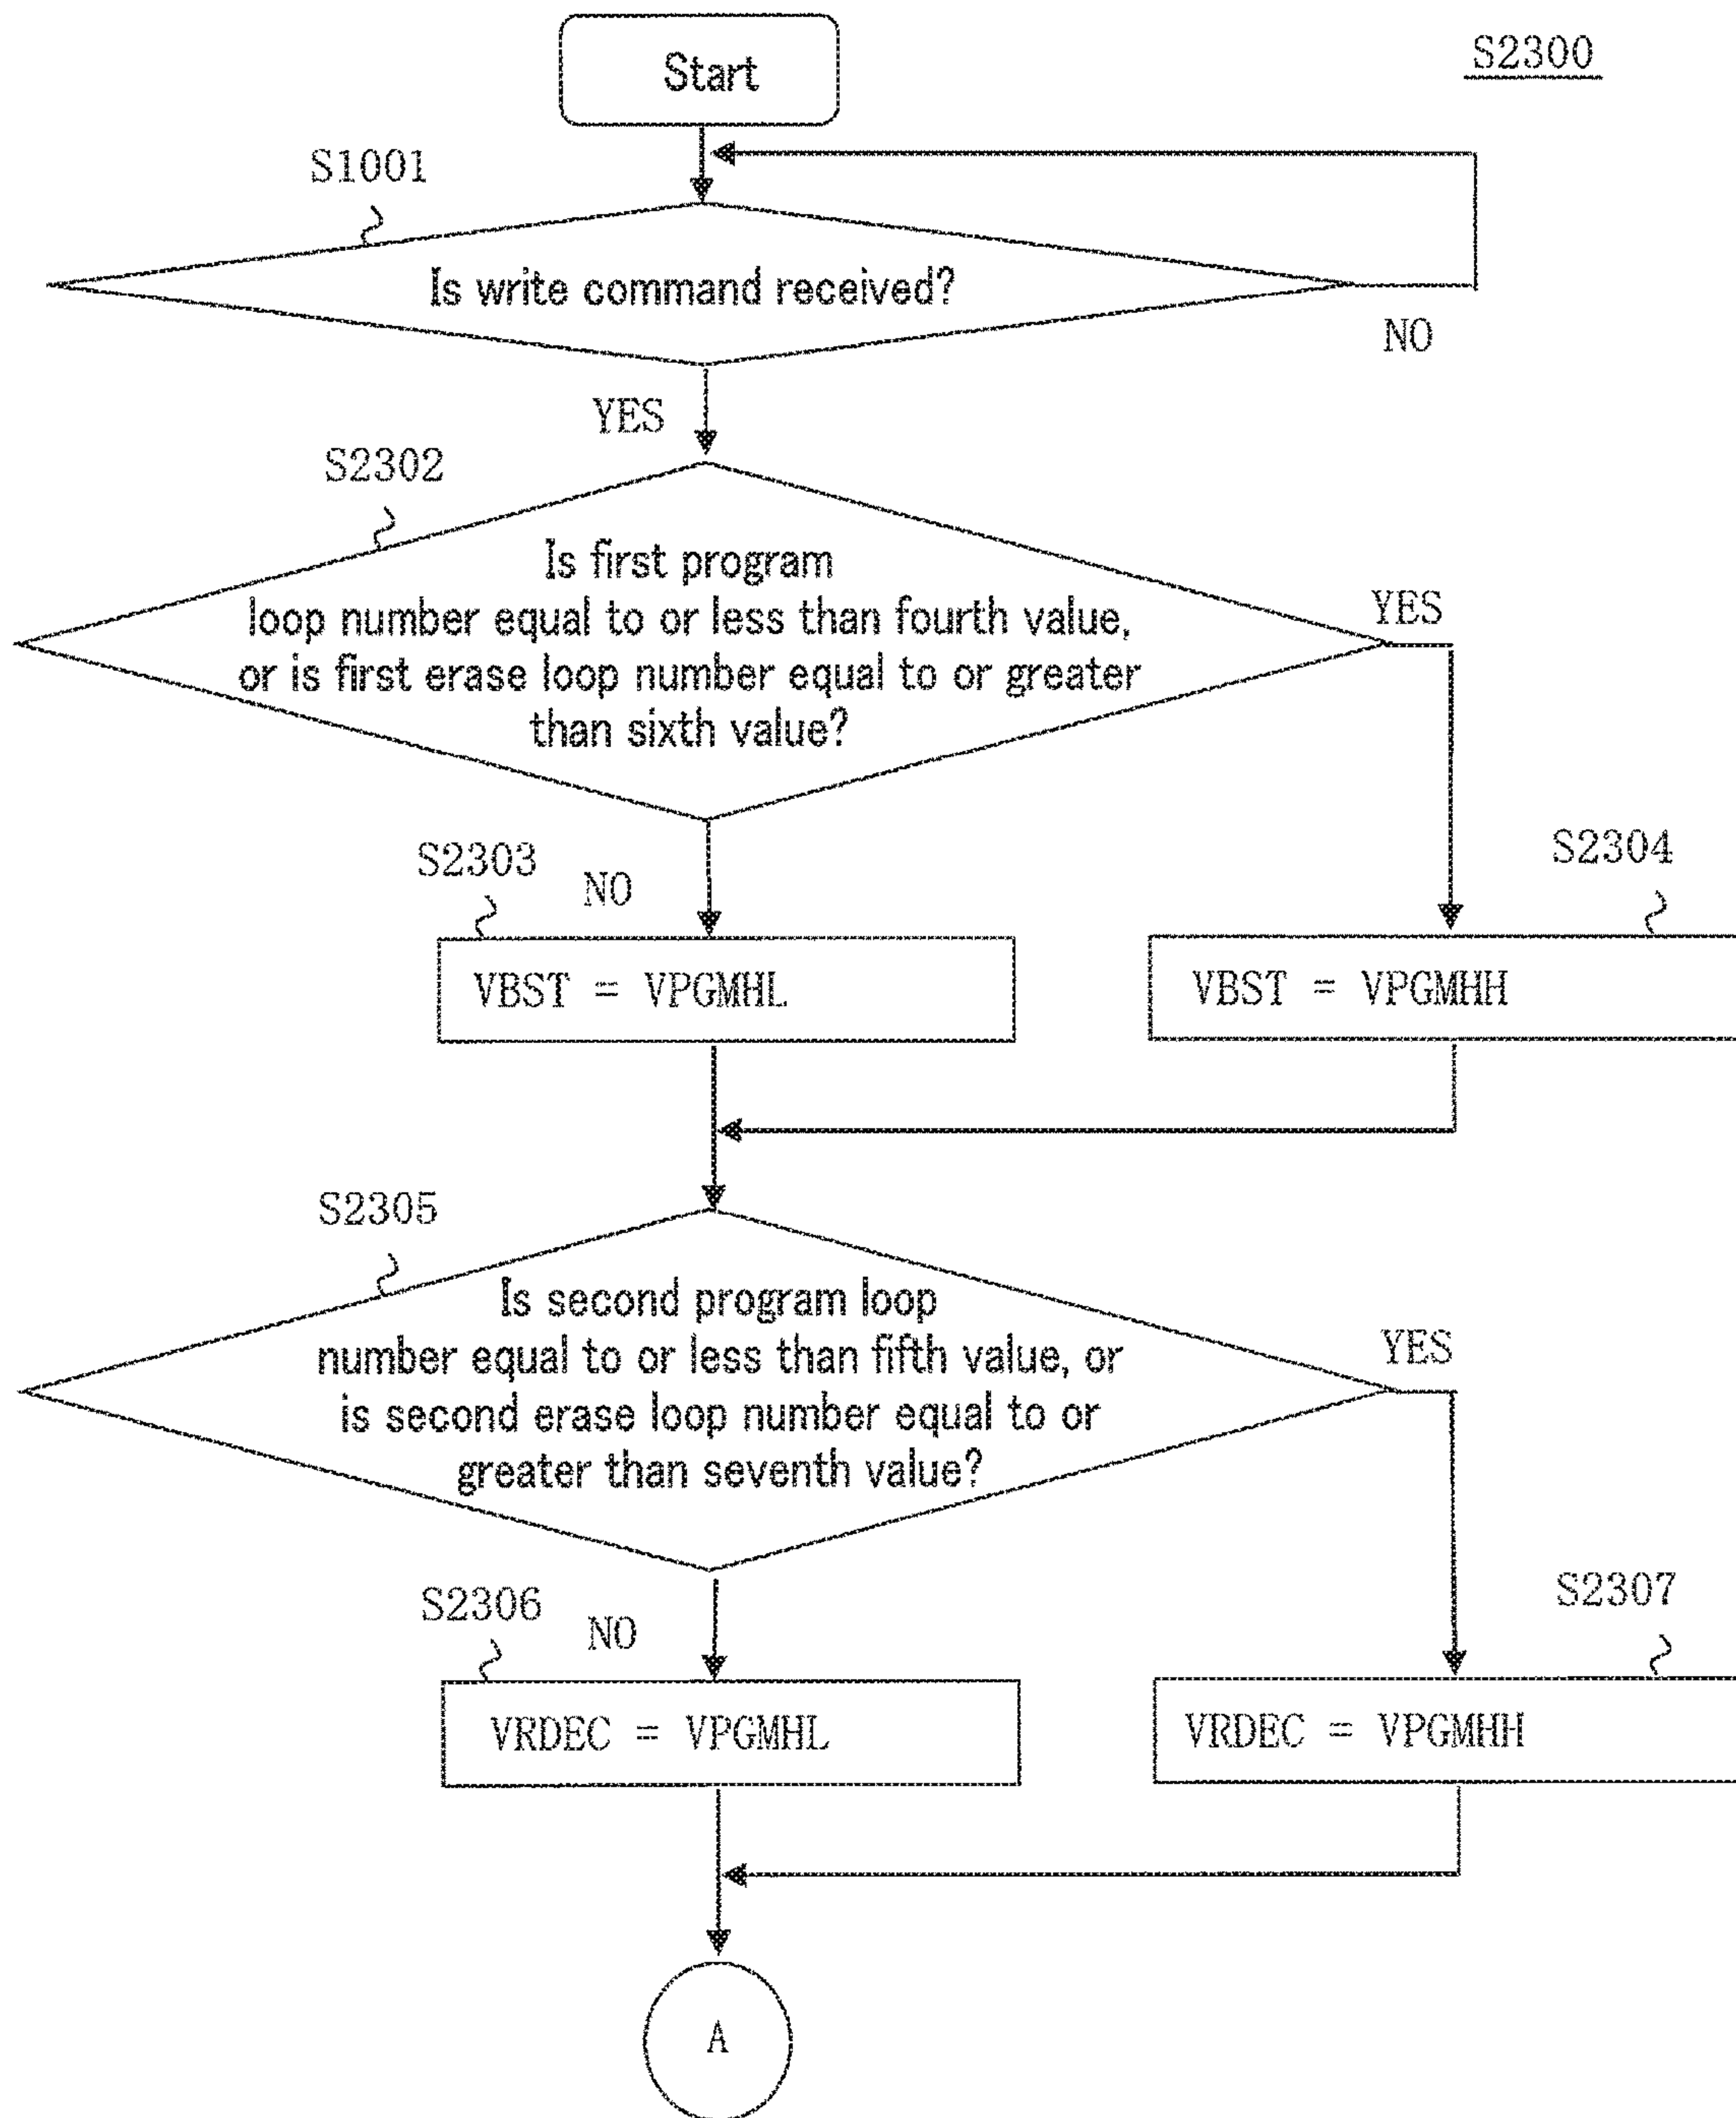 Start
S2300
S1001
Is write command received?
NO
YES
S2302
Is first program
loop number equal to or less than fourth value,
or is first erase loop number equal to or greater
than sixth value?
YES
S2303
NO
S2304
VBST = VPGMHL
VBST = VPGMHH
S2305
Is second program loop
number equal to or less than fifth value, or
is second erase loop number equal to or
greater than seventh value?
YES
S2306
NO
S2307
VRDEC = VPGMHL
VRDEC = VPGMHH
A